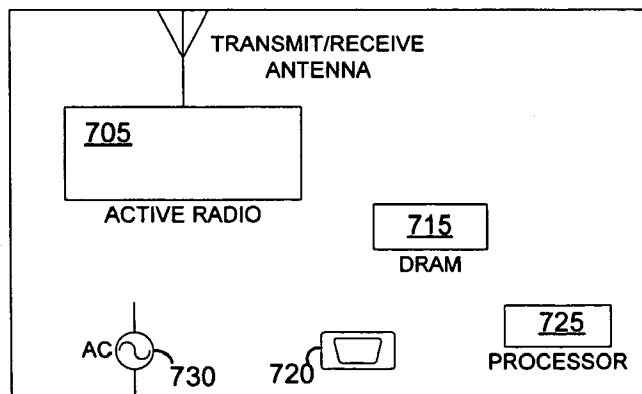 TRANSMIT/RECEIVE
ANTENNA
705
ACTIVE RADIO
715
DRAM
AC
730
720
725
PROCESSOR